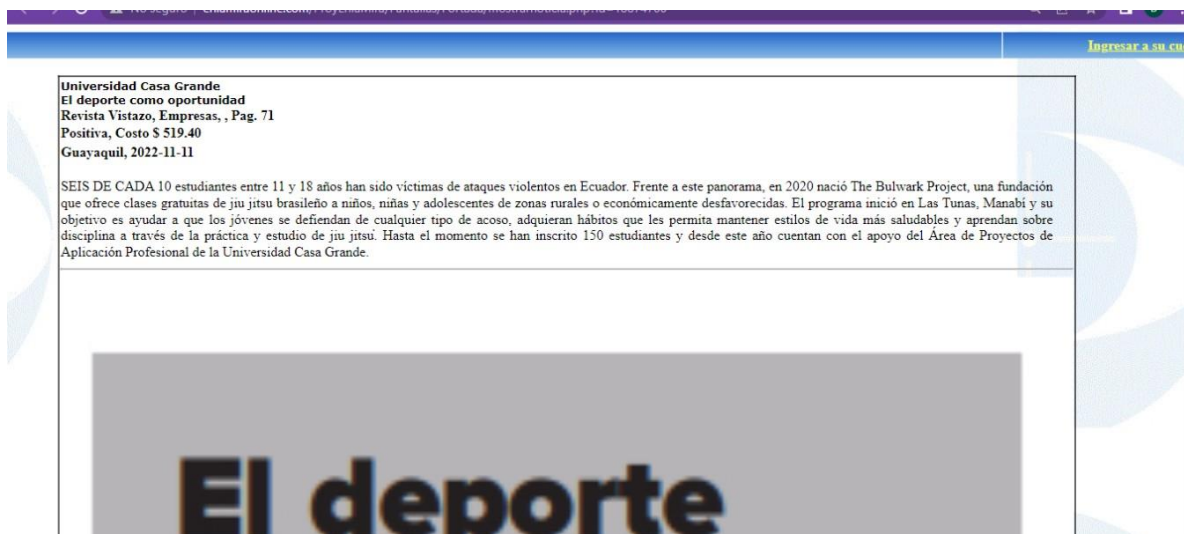 Ingresar a su
Universidad Casa Grande
El deporte como oportunidad
Revista Vistazo, Empresas, , Pag. 71
Positiva, Costo $ 519.40
Guayaquil, 2022-11-11
SEIS DE CADA 10 estudiantes entre 11 y 18 años han sido víctimas de ataques violentos en Ecuador. Frente a este panorama, en 2020 nació The Bulwark Project, una fundación
que ofrece clases gratuitas de jiu jitsu brasileño a niños, niñas y adolescentes de zonas rurales o económicamente desfavorecidas. El programa inició en Las Tunas, Manabí y su
objetivo es ayudar a que los jóvenes se defiendan de cualquier tipo de acoso, adquieran hábitos que les permita mantener estilos de vida más saludables y aprendan sobre
disciplina a través de la práctica y estudio de jiu jitsu. Hasta el momento se han inscrito 150 estudiantes y desde este año cuentan con el apoyo del Área de Proyectos de
Aplicación Profesional de la Universidad Casa Grande.
El deporte